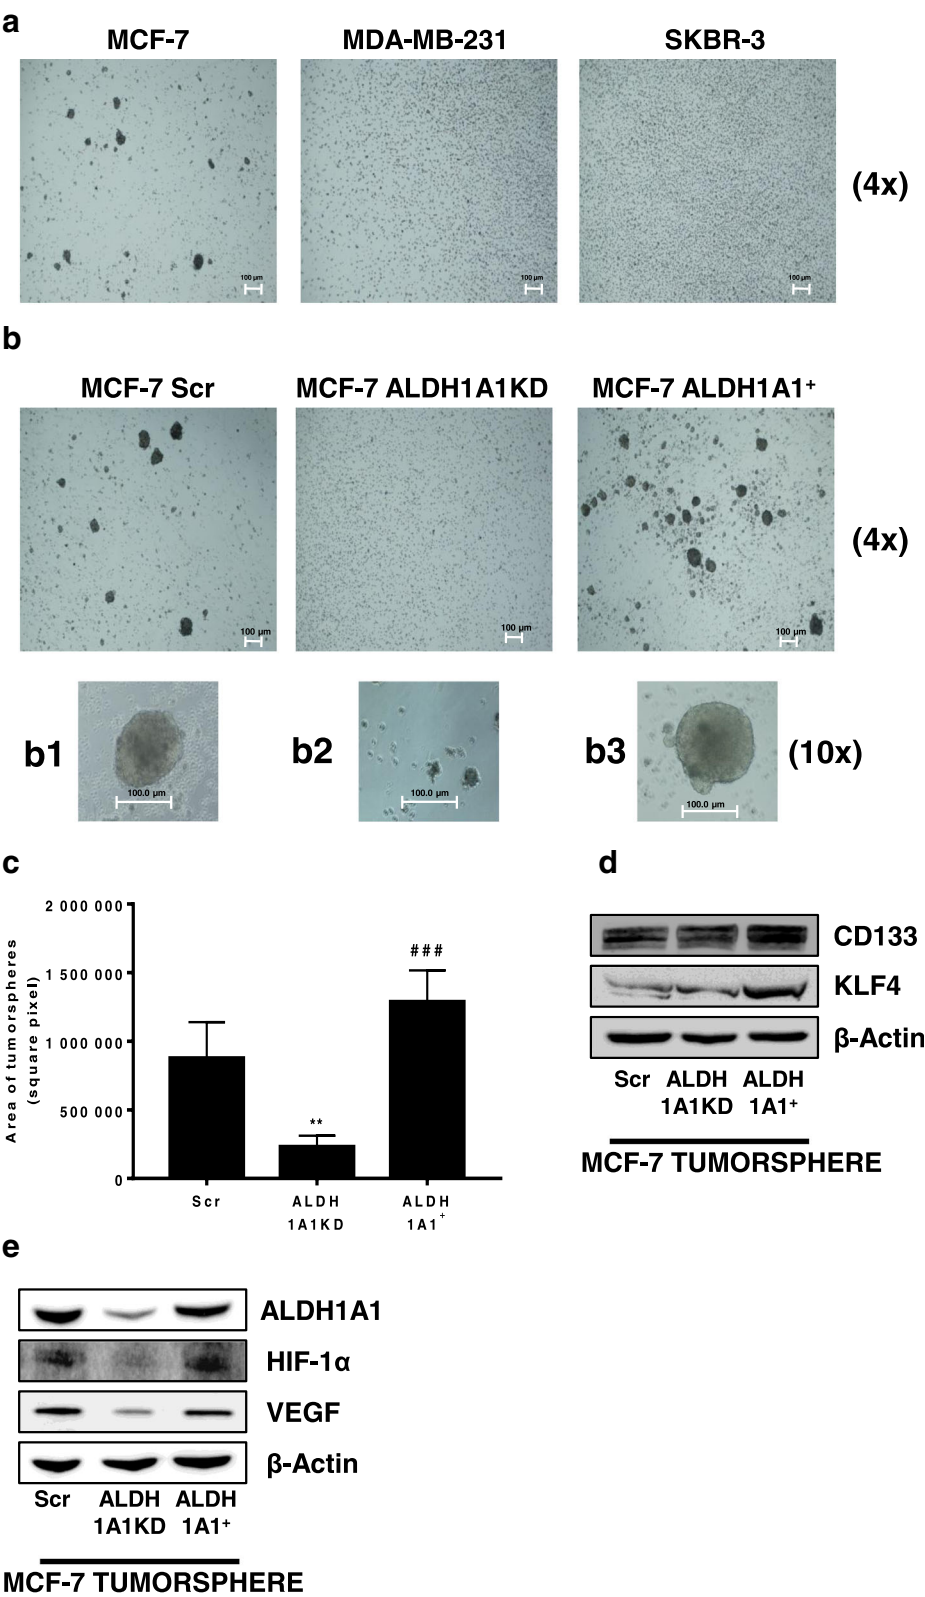 a
MCF-7 MDA-MB-231 SKBR-3
100 µm 100 µm 100 µm
(4x)
b
MCF-7 Scr MCF-7 ALDH1A1KD MCF-7 ALDH1A1⁺
100 µm 100 µm 100 µm
(4x)
b1 100.0 µm
b2 100.0 µm
b3 100.0 µm
(10x)
c
Area of tumorspheres
(square pixel)
2 000 000
1 500 000
1 000 000
500 000
0
**
###
Scr ALDH ALDH
1A1KD 1A1⁺
d
CD133
KLF4
β-Actin
Scr ALDH ALDH
1A1KD 1A1⁺
MCF-7 TUMORSPHERE
e
ALDH1A1
HIF-1α
VEGF
β-Actin
Scr ALDH ALDH
1A1KD 1A1⁺
MCF-7 TUMORSPHERE